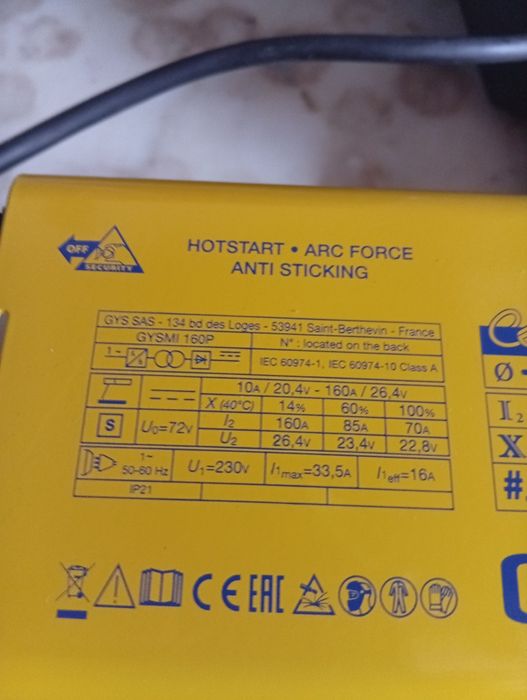 OFF
SECURITY
HOTSTART • ARC FORCE
ANTI STICKING
GYS SAS - 134 bd des Loges - 53941 Saint-Berthevin - France
GYSMI 160P
N° : located on the back
1~
IEC 60974-1, IEC 60974-10 Class A
10A / 20,4V - 160A / 26,4V
X (40°C) 14% 60% 100%
S U0=72V I2 160A 85A 70A
U2 26,4V 23,4V 22,8V
1~
50-60 Hz U1=230V I1max=33,5A I1eff=16A
IP21
CE EAC
Ø
I2
X
#